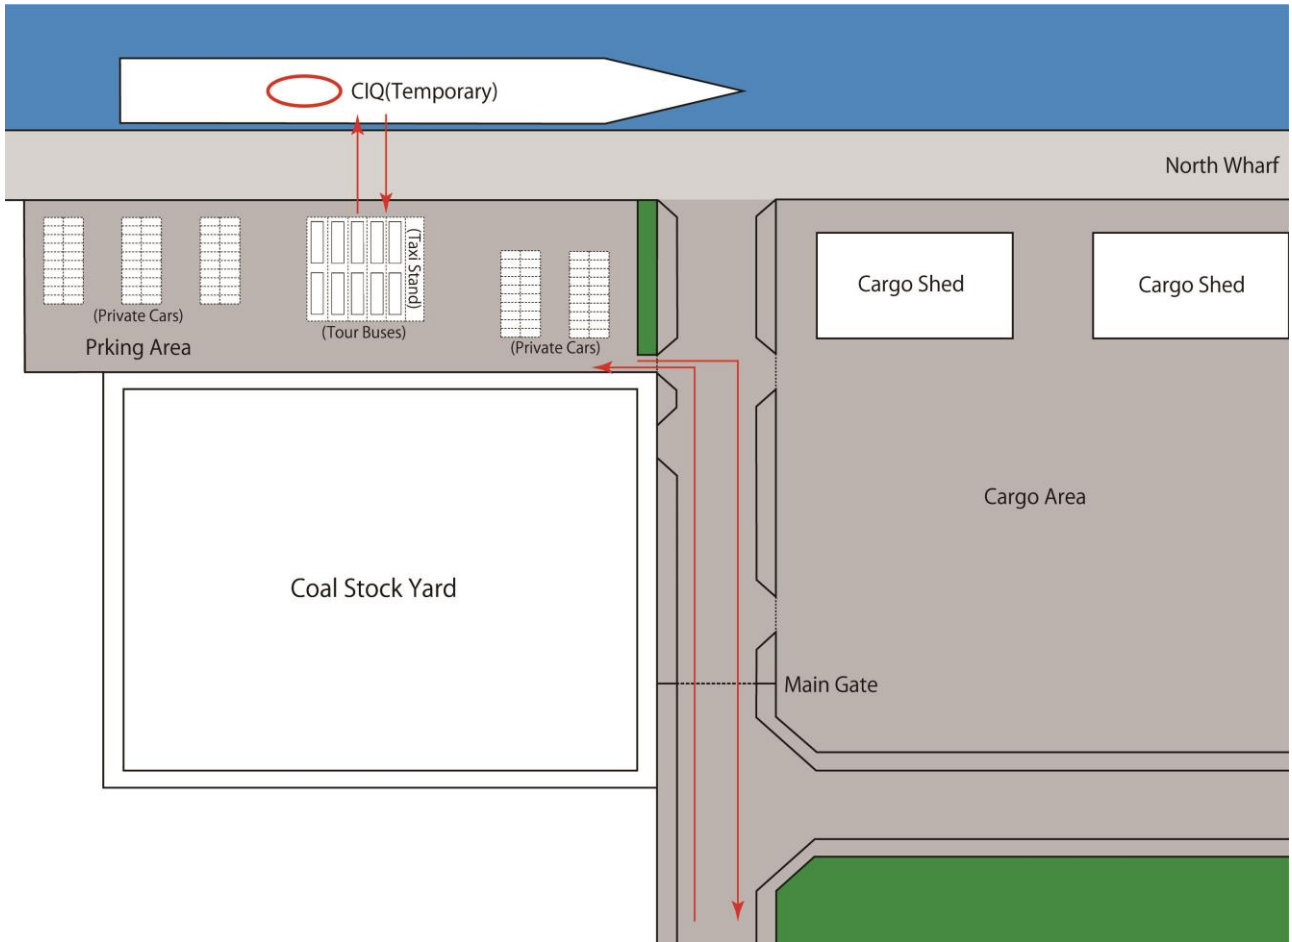 CIQ(Temporary)
North Wharf
(Taxi Stand)
(Private Cars)
(Tour Buses)
(Private Cars)
Prking Area
Cargo Shed
Cargo Shed
Cargo Area
Coal Stock Yard
Main Gate